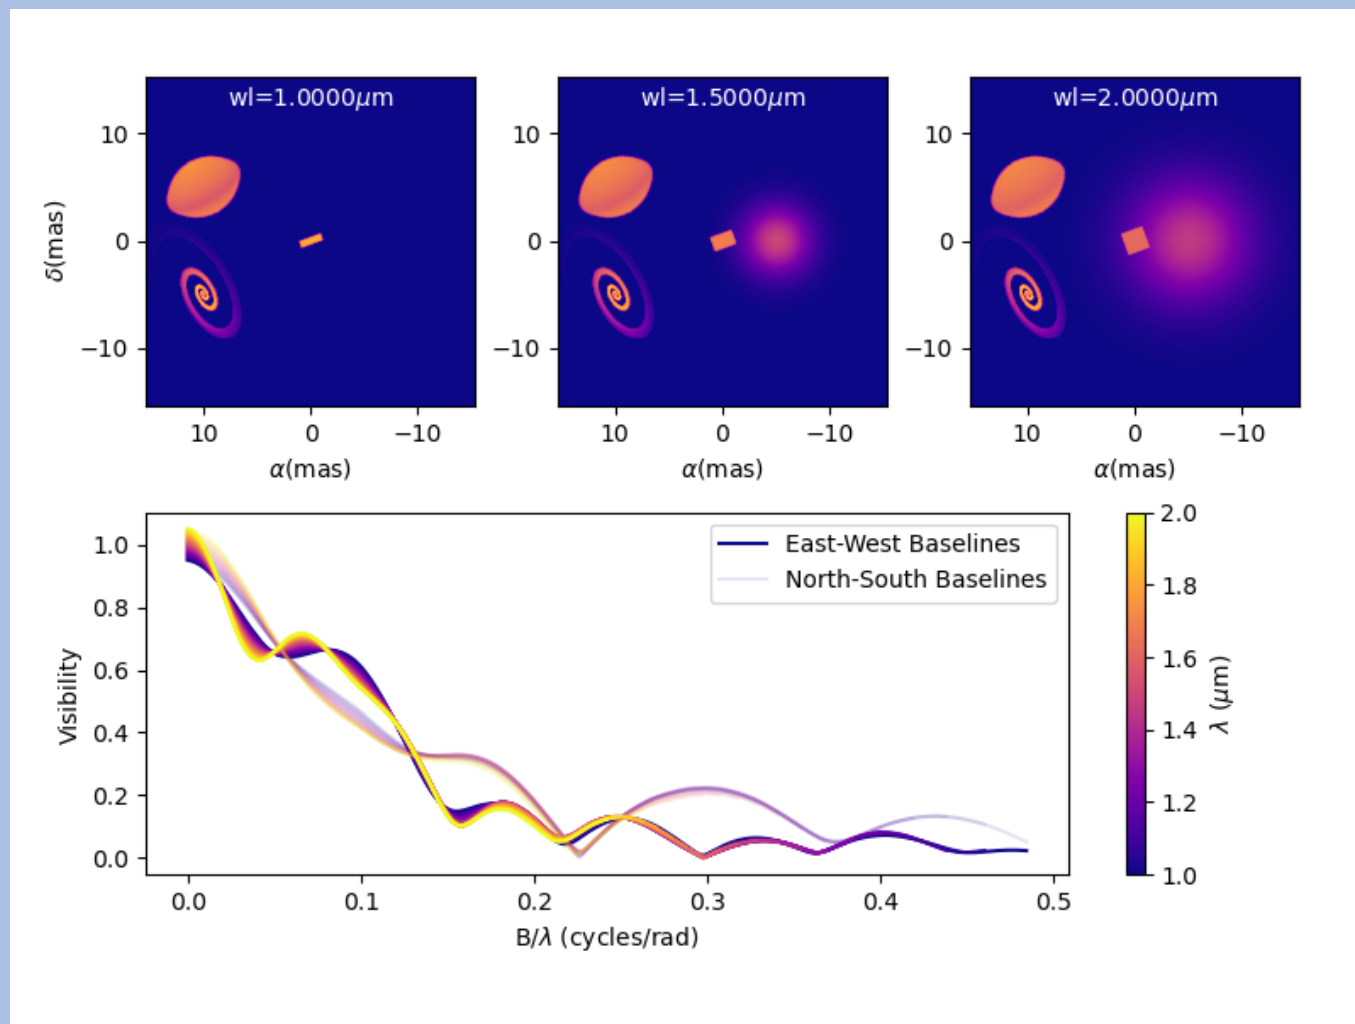 wl=1.0000μm
wl=1.5000μm
wl=2.0000μm
δ(mas)
10
0
−10
10
0
−10
10
0
−10
10 0 −10
10 0 −10
10 0 −10
α(mas)
α(mas)
α(mas)
East-West Baselines
North-South Baselines
Visibility
1.0
0.8
0.6
0.4
0.2
0.0
0.0 0.1 0.2 0.3 0.4 0.5
B/λ (cycles/rad)
2.0
1.8
1.6
1.4
1.2
1.0
λ (μm)